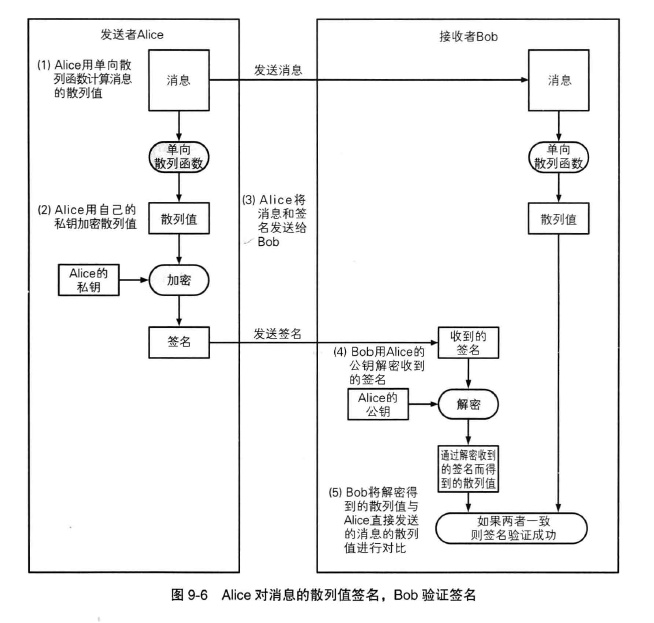 发送者Alice
接收者Bob
(1) Alice用单向散
列函数计算消息
的散列值
消息
发送消息
消息
单向
散列函数
单向
散列函数
(2) Alice用自己的
私钥加密散列值
散列值
(3) Alice将
消息和签
名发送给
Bob
散列值
Alice的
私钥
加密
签名
发送签名
收到的
签名
(4) Bob用Alice的
公钥解密收到
的签名
Alice的
公钥
解密
通过解密收到
的签名而得
到的散列值
(5) Bob将解密得
到的散列值与
Alice直接发送
的消息的散列
值进行对比
如果两者一致
则签名验证成功
图 9-6 Alice 对消息的散列值签名，Bob 验证签名